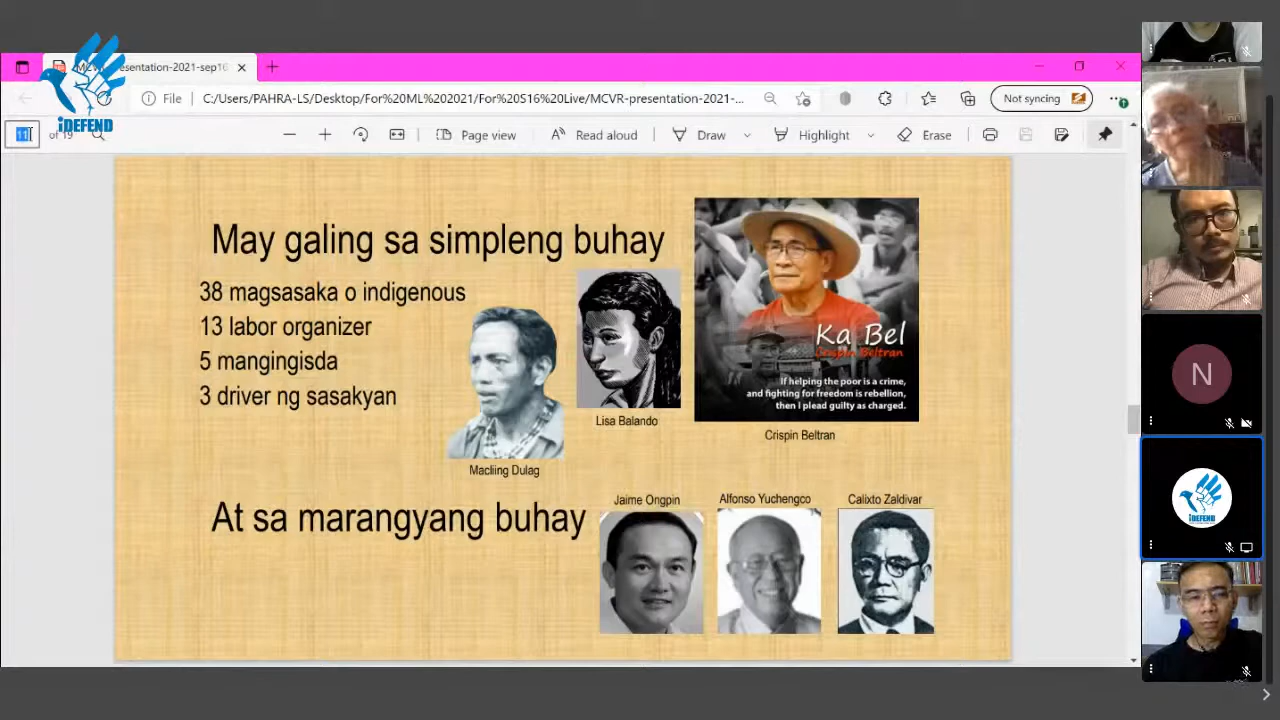 iDEFEND
presentation-2021-sep16
File
C:/Users/PAHRA-LS/Desktop/For%20ML%202021/For%20S16%20Live/MCVR-presentation-2021-...
Not syncing
11
of 19
Page view
Read aloud
Draw
Highlight
Erase
May galing sa simpleng buhay
38 magsasaka o indigenous
13 labor organizer
5 mangingisda
3 driver ng sasakyan
Macliing Dulag
Lisa Balando
Ka Bel
Crispin Beltran
If helping the poor is a crime,
and fighting for freedom is rebellion,
then I plead guilty as charged.
Crispin Beltran
At sa marangyang buhay
Jaime Ongpin
Alfonso Yuchengco
Calixto Zaldivar
N
iDEFEND